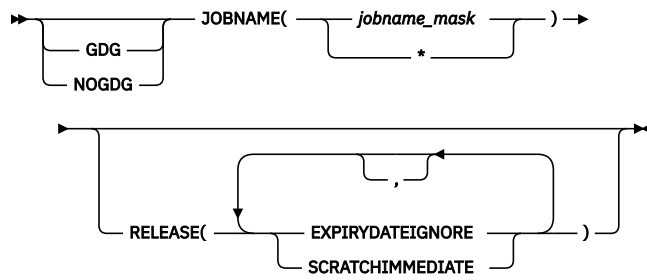 JOBNAME( jobname_mask )
GDG
*
NOGDG
,
RELEASE( EXPIRYDATEIGNORE )
SCRATCHIMMEDIATE